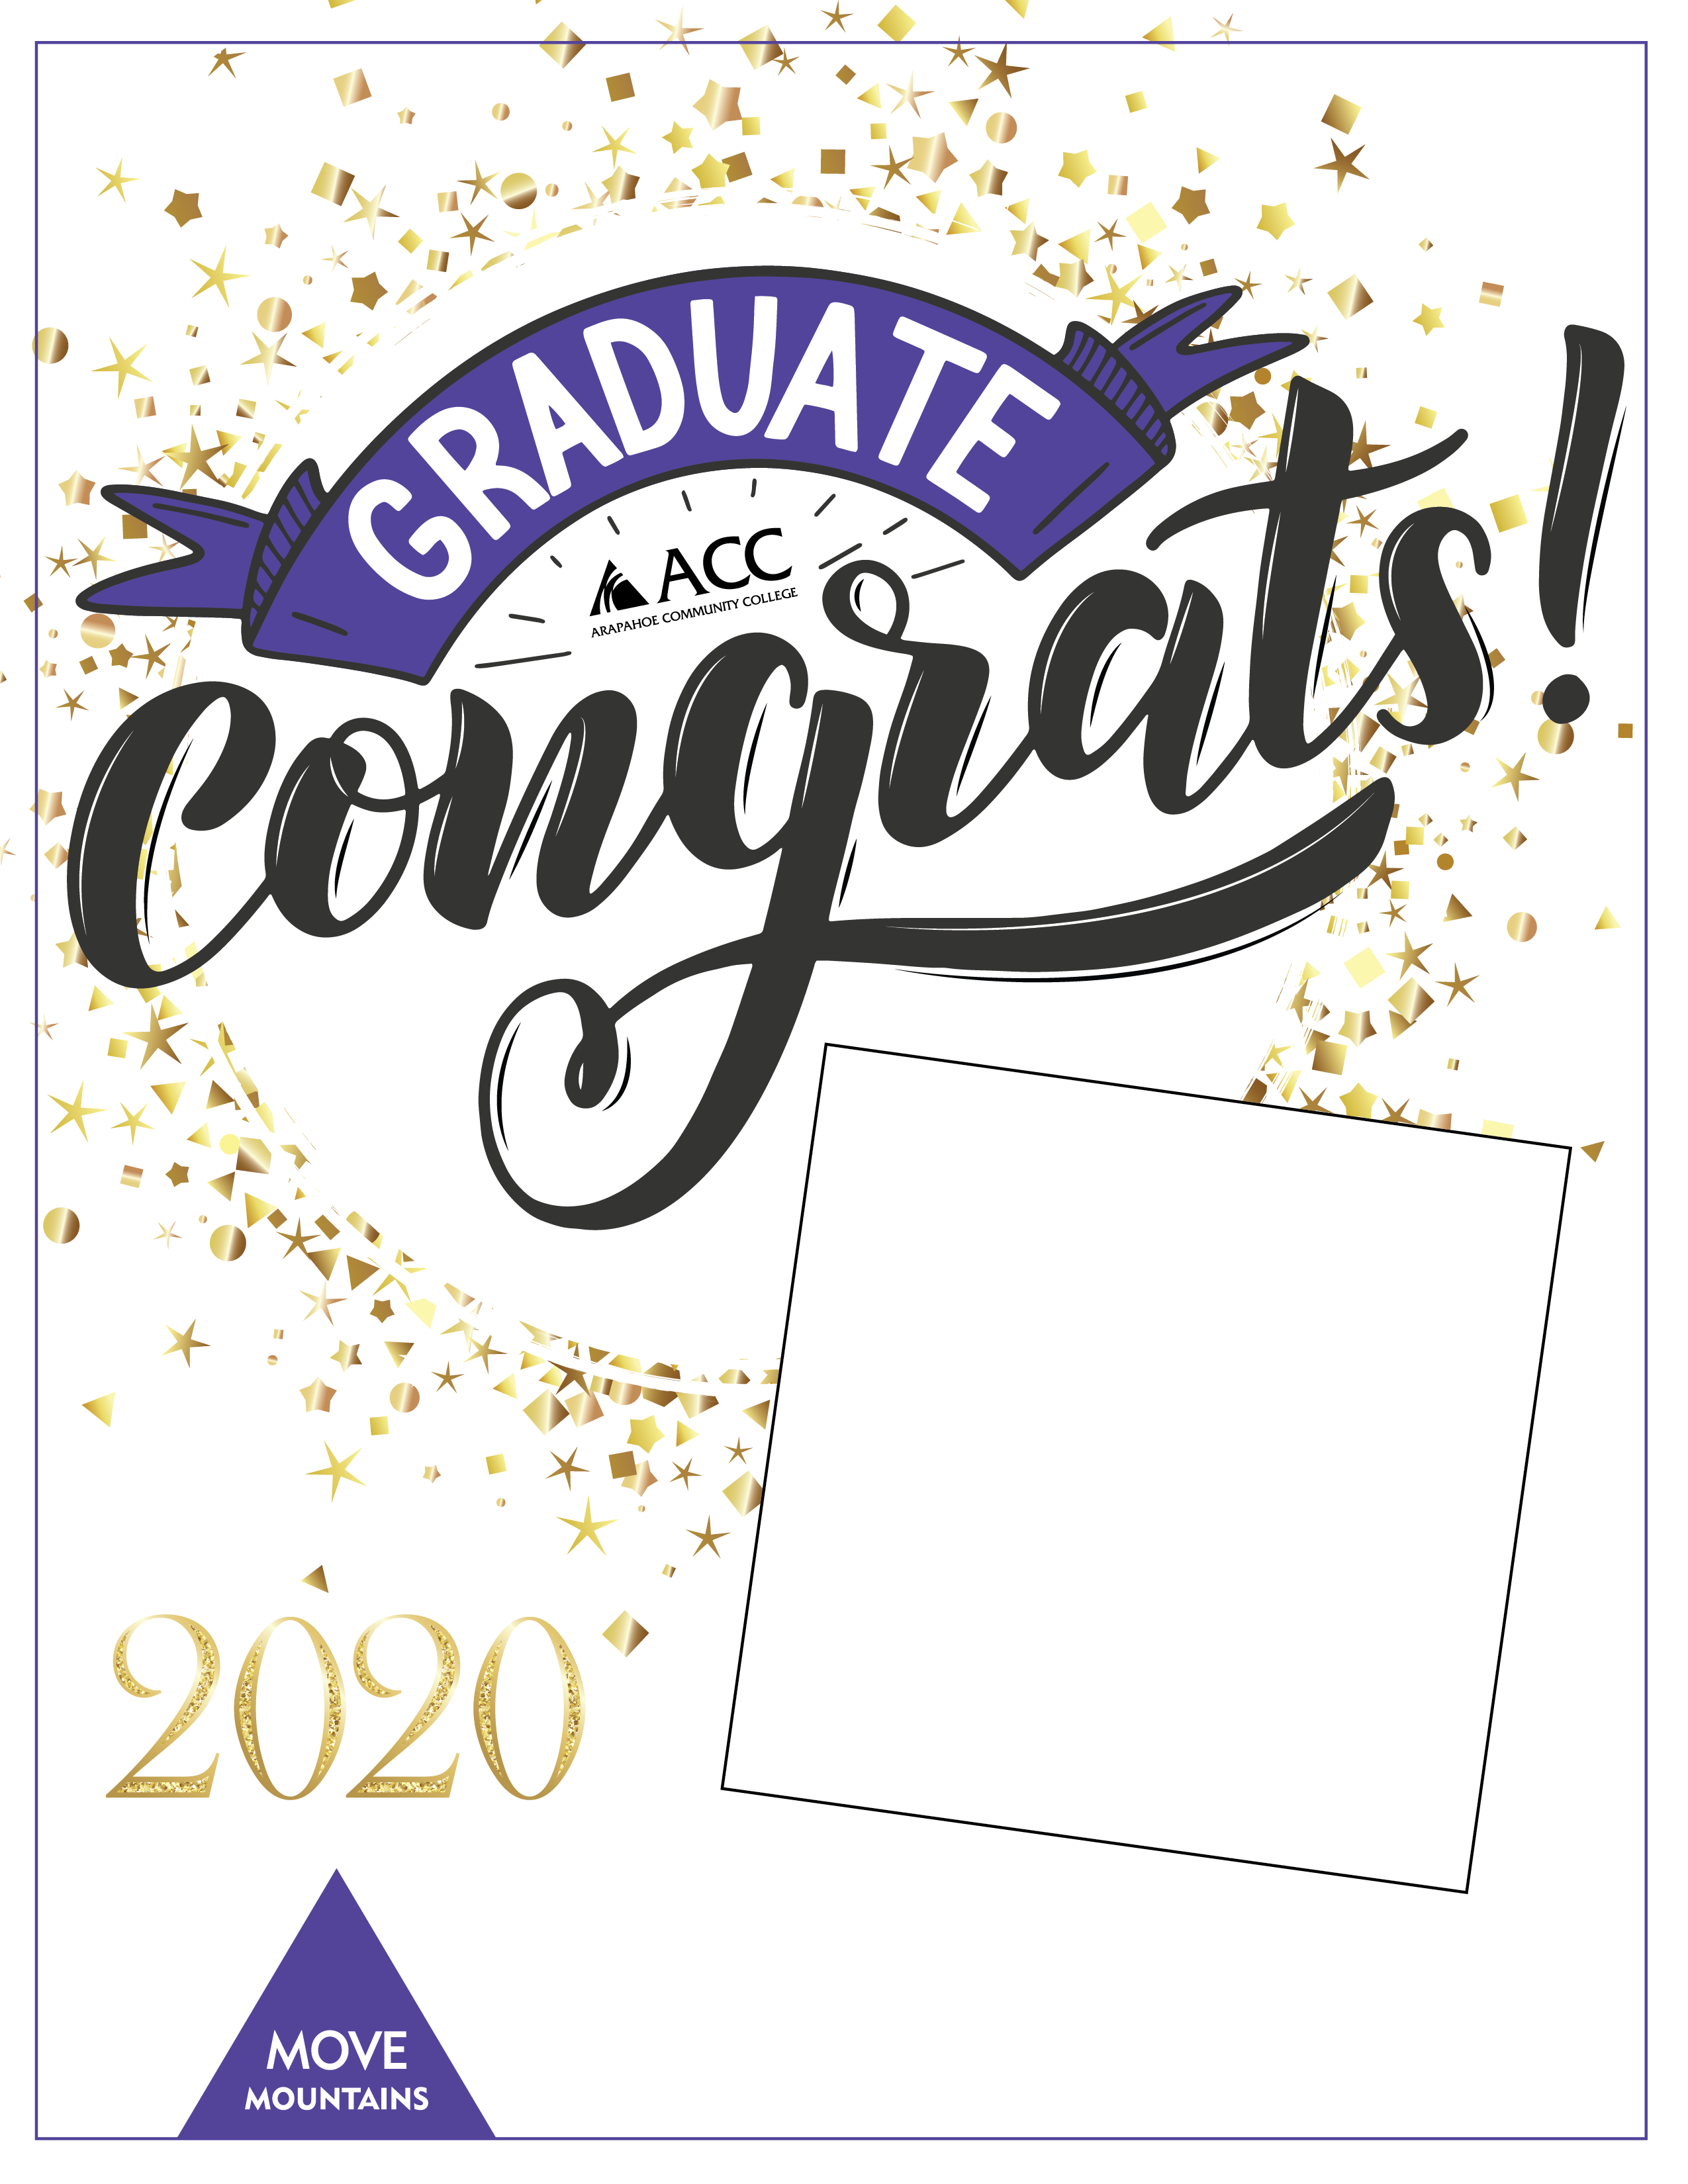 GRADUATE
ACC
ARAPAHOE COMMUNITY COLLEGE
Congrats!
2020
MOVE
MOUNTAINS